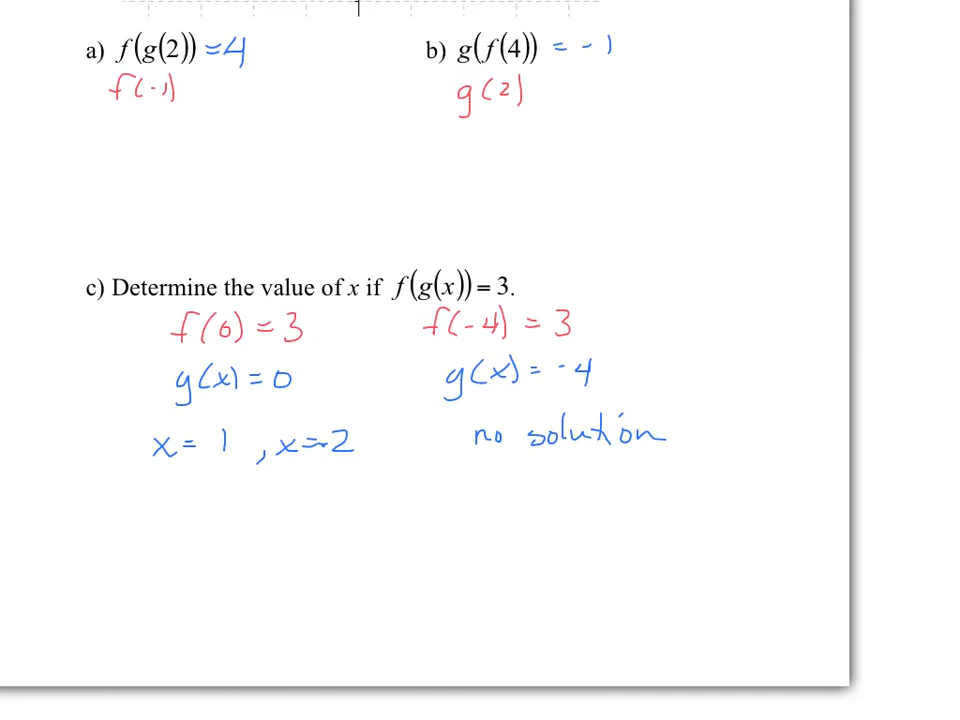 a) f(g(2)) = 4
b) g(f(4)) = - 1
f(-1)
g(2)
c) Determine the value of x if f(g(x)) = 3.
f(0) = 3
f(-4) = 3
g(x) = 0
g(x) = -4
x = 1 , x = -2
no solution